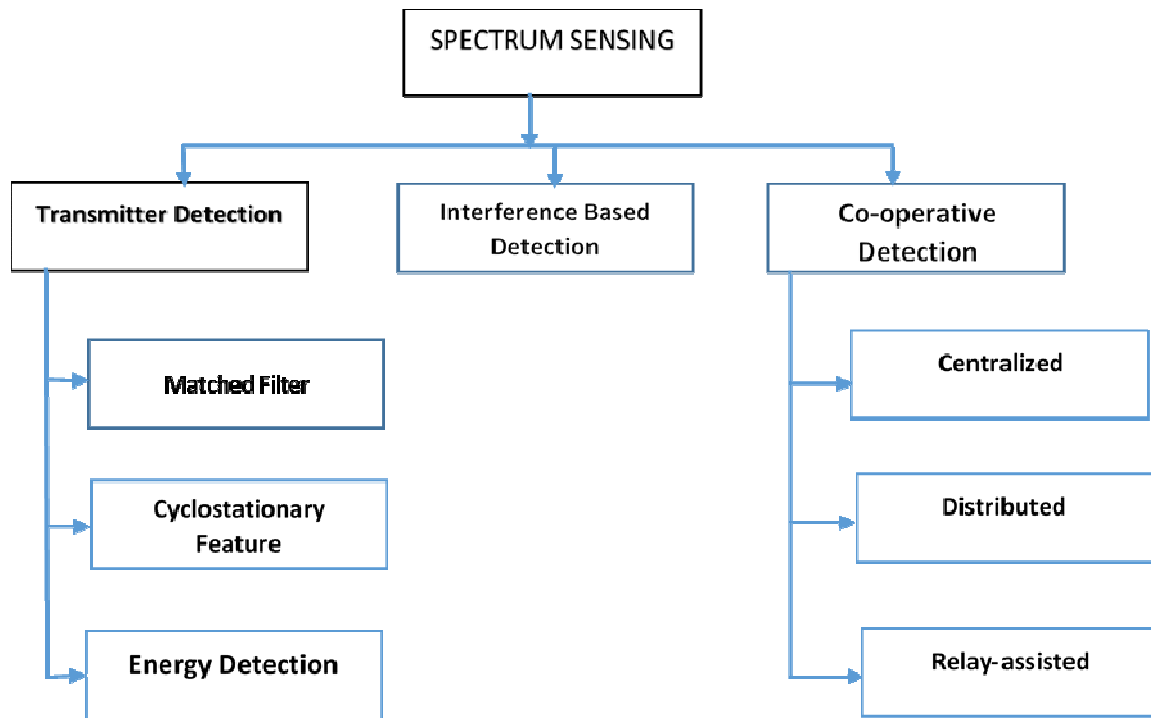 SPECTRUM SENSING
Transmitter Detection
Interference Based
Detection
Co-operative
Detection
Matched Filter
Cyclostationary
Feature
Energy Detection
Centralized
Distributed
Relay-assisted